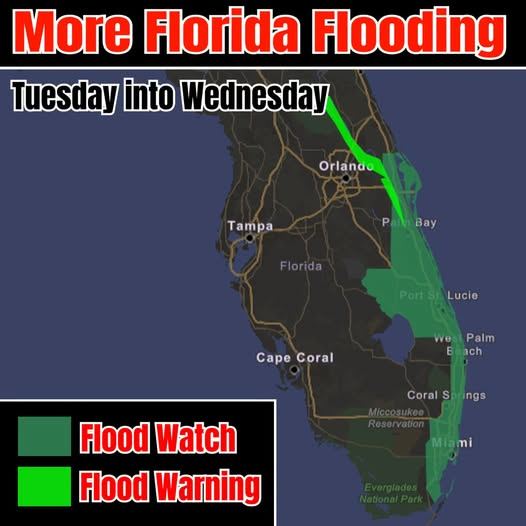 More Florida Flooding
Tuesday into Wednesday
Orlando
Palm Bay
Tampa
Florida
Port St. Lucie
West Palm
Beach
Cape Coral
Coral Springs
Miccosukee
Reservation
Miami
Everglades
National Park
Flood Watch
Flood Warning